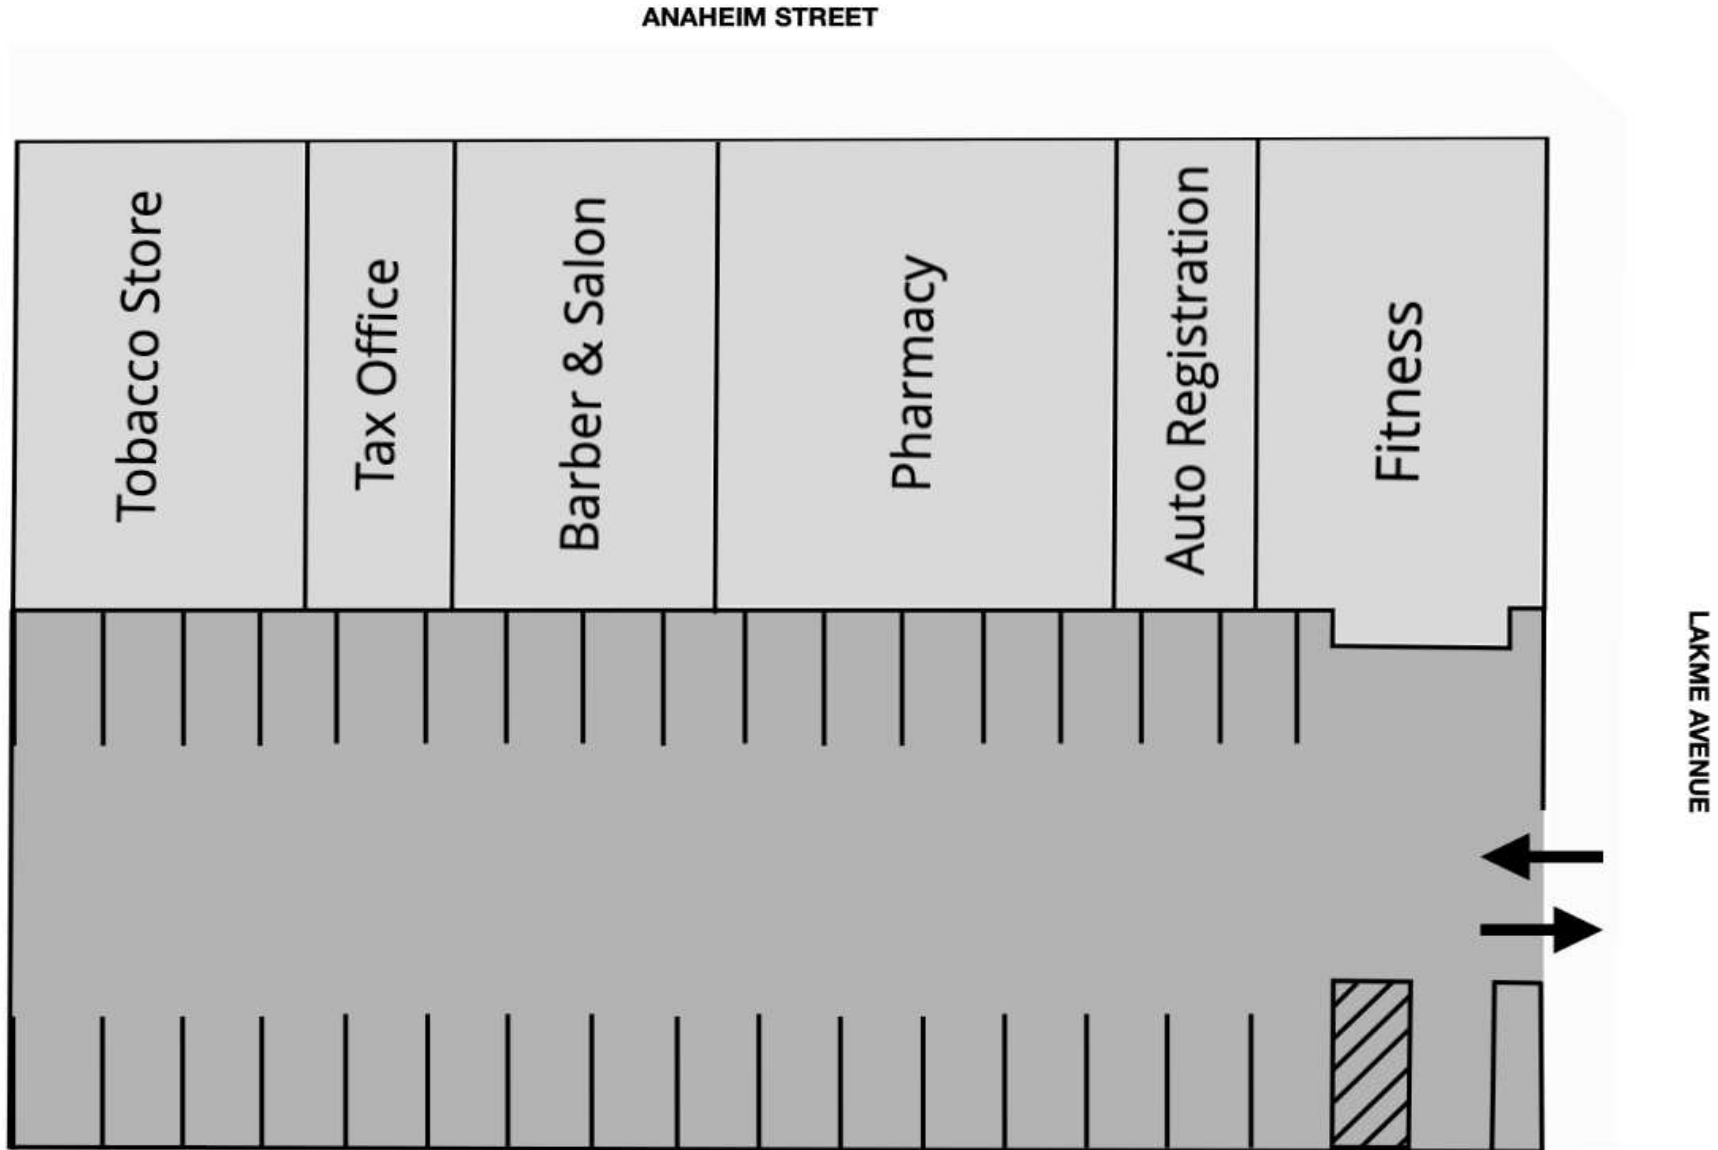 ANAHEIM STREET
Tobacco Store
Tax Office
Barber & Salon
Pharmacy
Auto Registration
Fitness
LAKME AVENUE